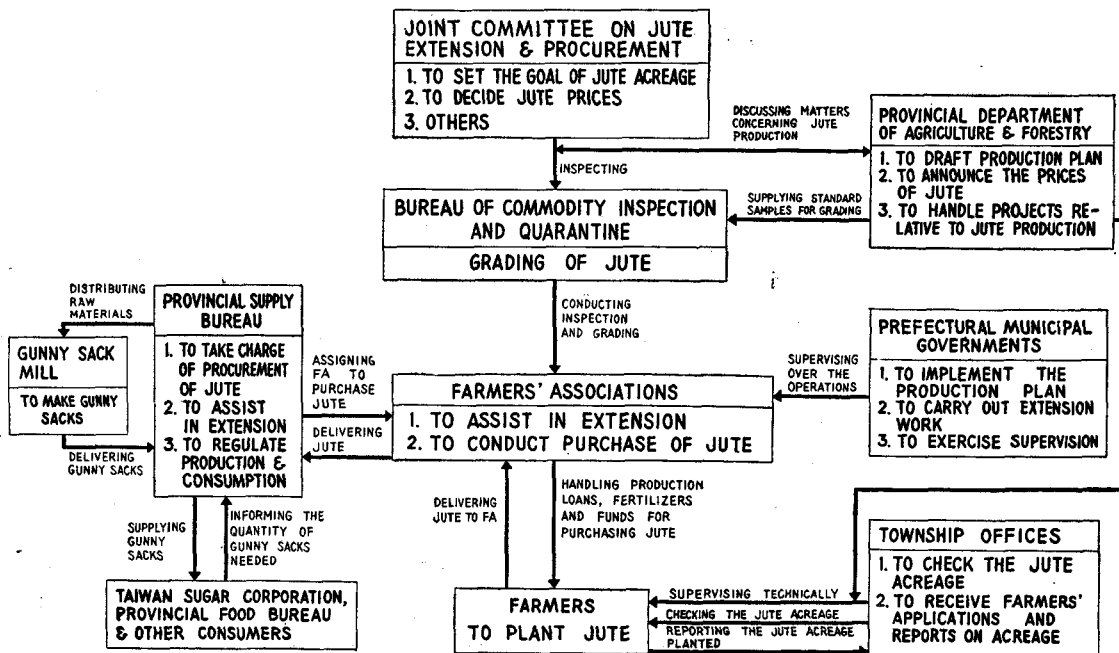 JOINT COMMITTEE ON JUTE
EXTENSION & PROCUREMENT
1. TO SET THE GOAL OF JUTE ACREAGE
2. TO DECIDE JUTE PRICES
3. OTHERS
DISCUSSING MATTERS
CONCERNING JUTE
PRODUCTION
PROVINCIAL DEPARTMENT
OF AGRICULTURE & FORESTRY
1. TO DRAFT PRODUCTION PLAN
2. TO ANNOUNCE THE PRICES
OF JUTE
3. TO HANDLE PROJECTS RE-
LATIVE TO JUTE PRODUCTION
INSPECTING
SUPPLYING STANDARD
SAMPLES FOR GRADING
BUREAU OF COMMODITY INSPECTION
AND QUARANTINE
GRADING OF JUTE
DISTRIBUTING
RAW
MATERIALS
PROVINCIAL SUPPLY
BUREAU
1. TO TAKE CHARGE
OF PROCUREMENT
OF JUTE
2. TO ASSIST
IN EXTENSION
3. TO REGULATE
PRODUCTION &
CONSUMPTION
GUNNY SACK
MILL
TO MAKE GUNNY
SACKS
DELIVERING
GUNNY SACKS
ASSIGNING
FA TO
PURCHASE
JUTE
DELIVERING
JUTE
CONDUCTING
INSPECTION
AND GRADING
FARMERS' ASSOCIATIONS
1. TO ASSIST IN EXTENSION
2. TO CONDUCT PURCHASE OF JUTE
SUPERVISING
OVER THE
OPERATIONS
PREFECTURAL MUNICIPAL
GOVERNMENTS
1. TO IMPLEMENT THE
PRODUCTION PLAN
2. TO CARRY OUT EXTENSION
WORK
3. TO EXERCISE SUPERVISION
SUPPLYING
GUNNY
SACKS
INFORMING THE
QUANTITY OF
GUNNY SACKS
NEEDED
TAIWAN SUGAR CORPORATION,
PROVINCIAL FOOD BUREAU
& OTHER CONSUMERS
DELIVERING
JUTE TO FA
HANDLING PRODUCTION
LOANS, FERTILIZERS
AND FUNDS FOR
PURCHASING JUTE
FARMERS
TO PLANT JUTE
SUPERVISING TECHNICALLY
CHECKING THE JUTE ACREAGE
REPORTING THE JUTE ACREAGE
PLANTED
TOWNSHIP OFFICES
1. TO CHECK THE JUTE
ACREAGE
2. TO RECEIVE FARMERS'
APPLICATIONS AND
REPORTS ON ACREAGE